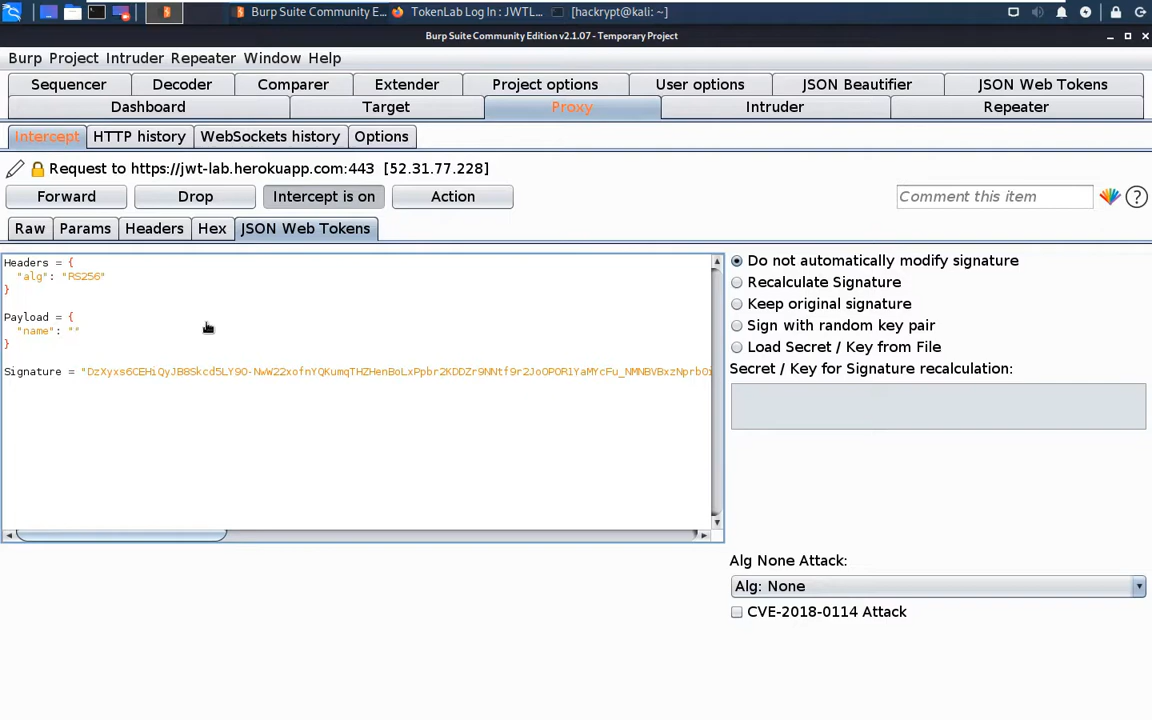 Burp Suite Community E...
TokenLab Log In : JWTL...
[hackrypt@kali: ~]
Burp Suite Community Edition v2.1.07 - Temporary Project
Burp Project Intruder Repeater Window Help
Sequencer Decoder Comparer Extender Project options User options JSON Beautifier JSON Web Tokens
Dashboard Target Proxy Intruder Repeater
Intercept HTTP history WebSockets history Options
Request to https://jwt-lab.herokuapp.com:443 [52.31.77.228]
Forward Drop Intercept is on Action Comment this item ?
Raw Params Headers Hex JSON Web Tokens
Headers = {
"alg": "RS256"
}
Payload = {
"name": ""
}
Signature =
Do not automatically modify signature
Recalculate Signature
Keep original signature
Sign with random key pair
Load Secret / Key from File
Secret / Key for Signature recalculation:
Alg None Attack:
Alg: None
CVE-2018-0114 Attack